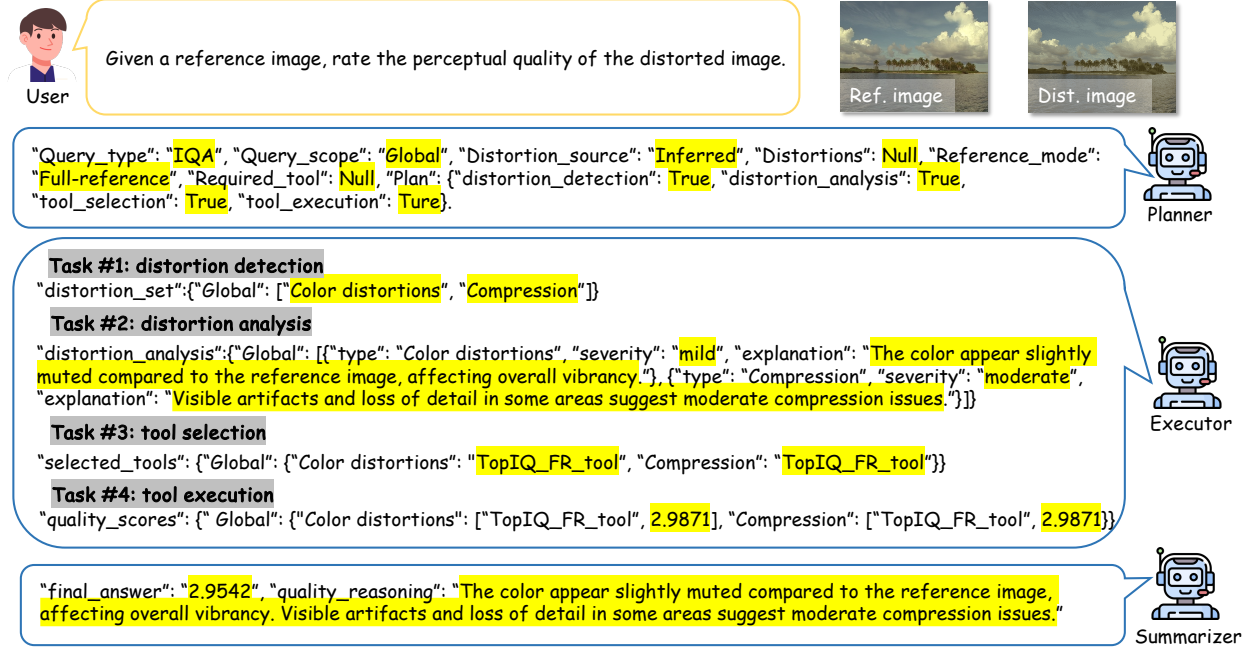 Given a reference image, rate the perceptual quality of the distorted image.
User
Ref. image
Dist. image
“Query_type”: “IQA”, “Query_scope”: “Global”, “Distortion_source”: “Inferred”, “Distortions”: Null, “Reference_mode”:
“Full-reference”, “Required_tool”: Null, “Plan”: {“distortion_detection”: True, “distortion_analysis”: True,
“tool_selection”: True, “tool_execution”: Ture}.
Planner
Task #1: distortion detection
“distortion_set”:{“Global”: [“Color distortions”, “Compression”]}
Task #2: distortion analysis
“distortion_analysis”:{“Global”: [{“type”: “Color distortions”, “severity”: “mild”, “explanation”: “The color appear slightly
muted compared to the reference image, affecting overall vibrancy.”}, {“type”: “Compression”, “severity”: “moderate”,
“explanation”: “Visible artifacts and loss of detail in some areas suggest moderate compression issues.”}]}
Task #3: tool selection
“selected_tools”: {“Global”: {“Color distortions”: "TopIQ_FR_tool”, “Compression”: “TopIQ_FR_tool”}}
Task #4: tool execution
“quality_scores”: {“ Global”: {"Color distortions": [“TopIQ_FR_tool”, 2.9871], “Compression”: [“TopIQ_FR_tool”, 2.9871}}
Executor
“final_answer”: “2.9542”, “quality_reasoning”: “The color appear slightly muted compared to the reference image,
affecting overall vibrancy. Visible artifacts and loss of detail in some areas suggest moderate compression issues.”
Summarizer